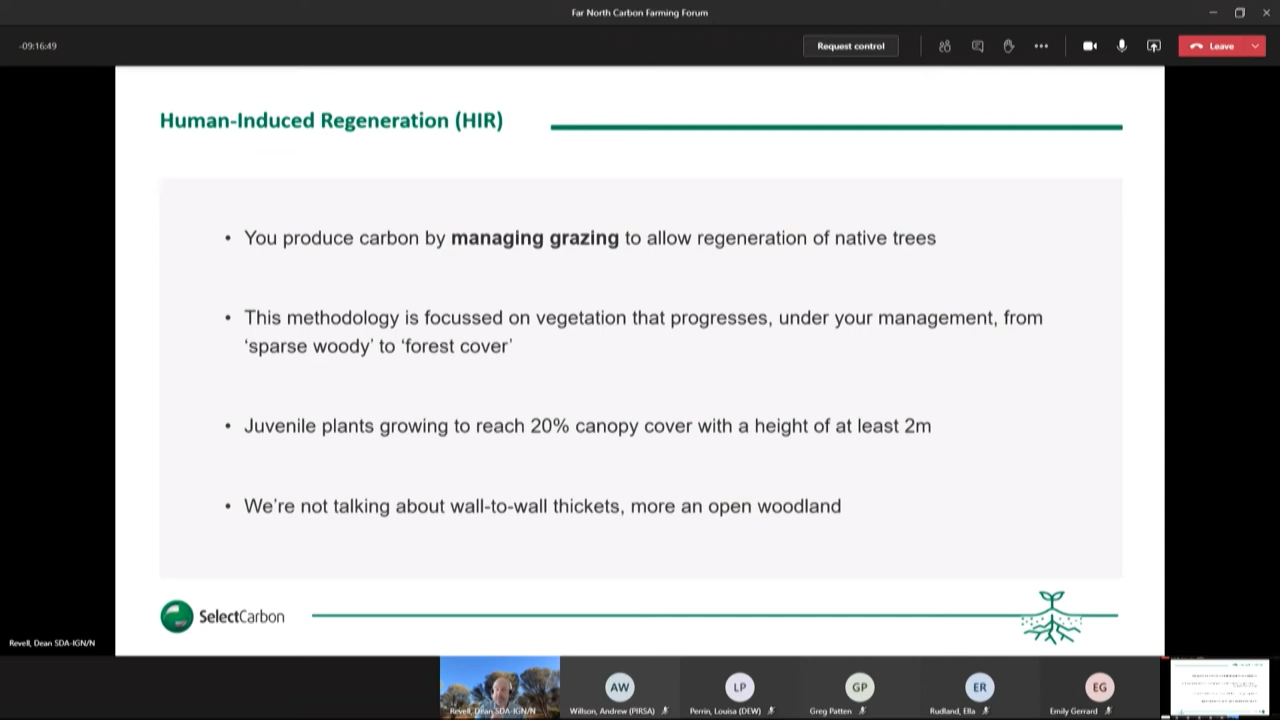 Far North Carbon Farming Forum
-09:16:49
Request control
Leave
Human-Induced Regeneration (HIR)
• You produce carbon by managing grazing to allow regeneration of native trees
• This methodology is focussed on vegetation that progresses, under your management, from
‘sparse woody’ to ‘forest cover’
• Juvenile plants growing to reach 20% canopy cover with a height of at least 2m
• We’re not talking about wall-to-wall thickets, more an open woodland
SelectCarbon
Revell, Dean SDA-IGN/N
Revell, Dean SDA-IGN/N
AW
Willson, Andrew (PIRSA)
LP
Perrin, Louisa (DEW)
GP
Greg Patten
Rudland, Ella
EG
Emily Gerrard